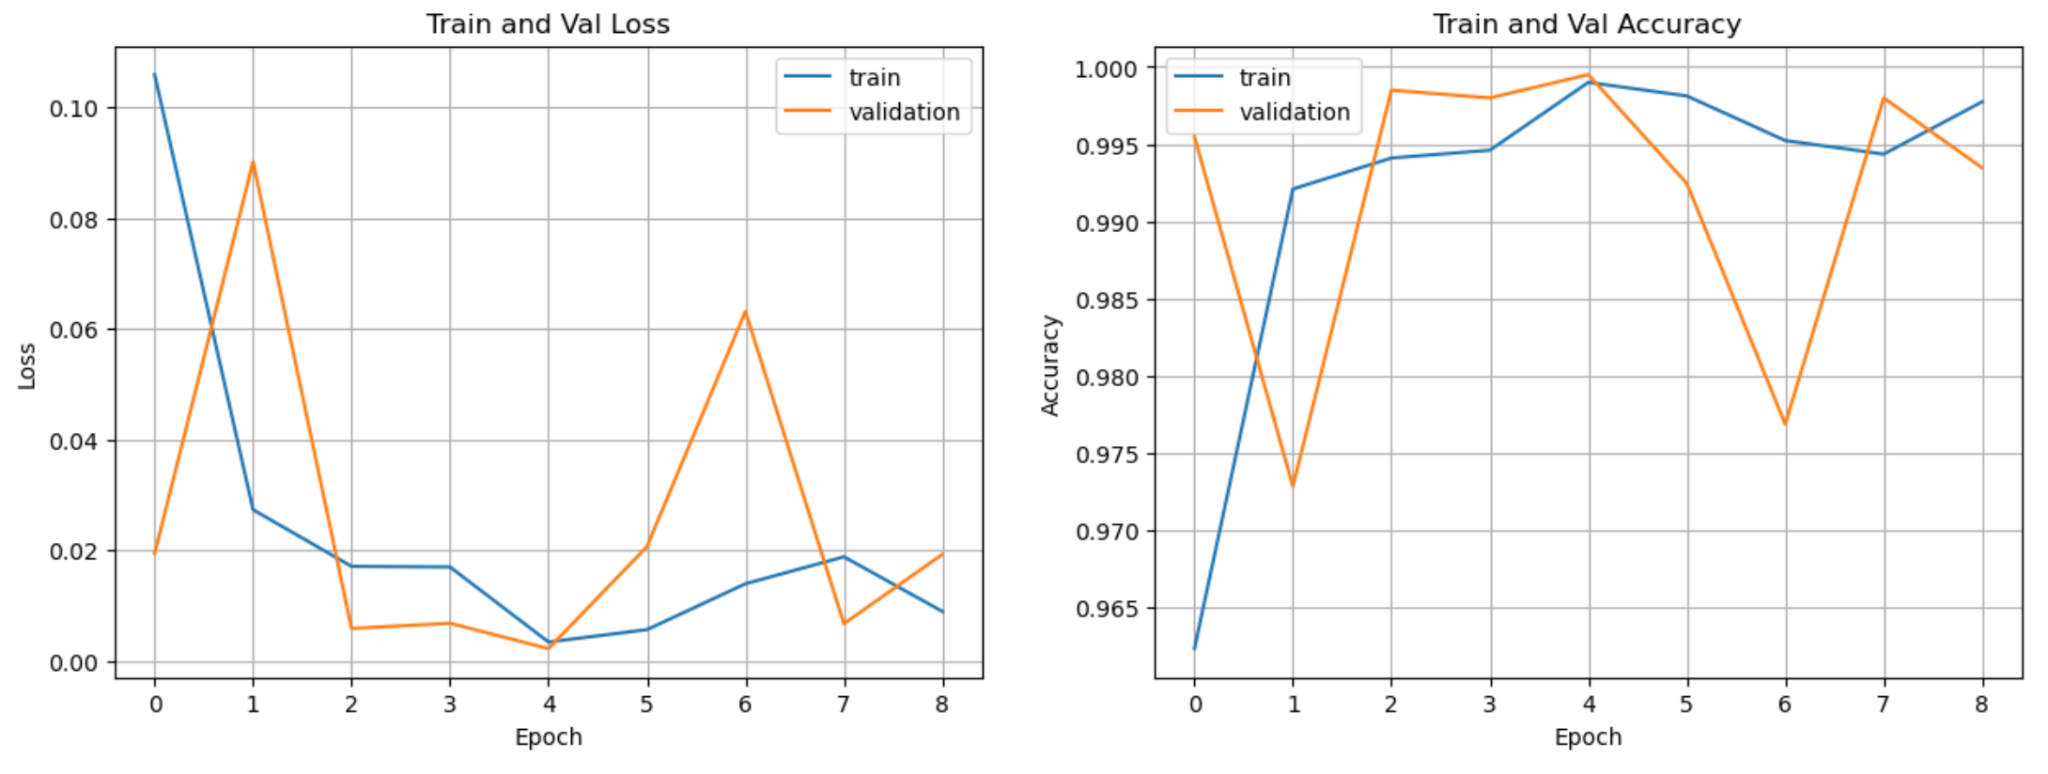 Train and Val Loss
train
validation
0.10
0.08
0.06
0.04
0.02
0.00
Loss
0 1 2 3 4 5 6 7 8
Epoch
Train and Val Accuracy
train
validation
1.000
0.995
0.990
0.985
0.980
0.975
0.970
0.965
Accuracy
0 1 2 3 4 5 6 7 8
Epoch